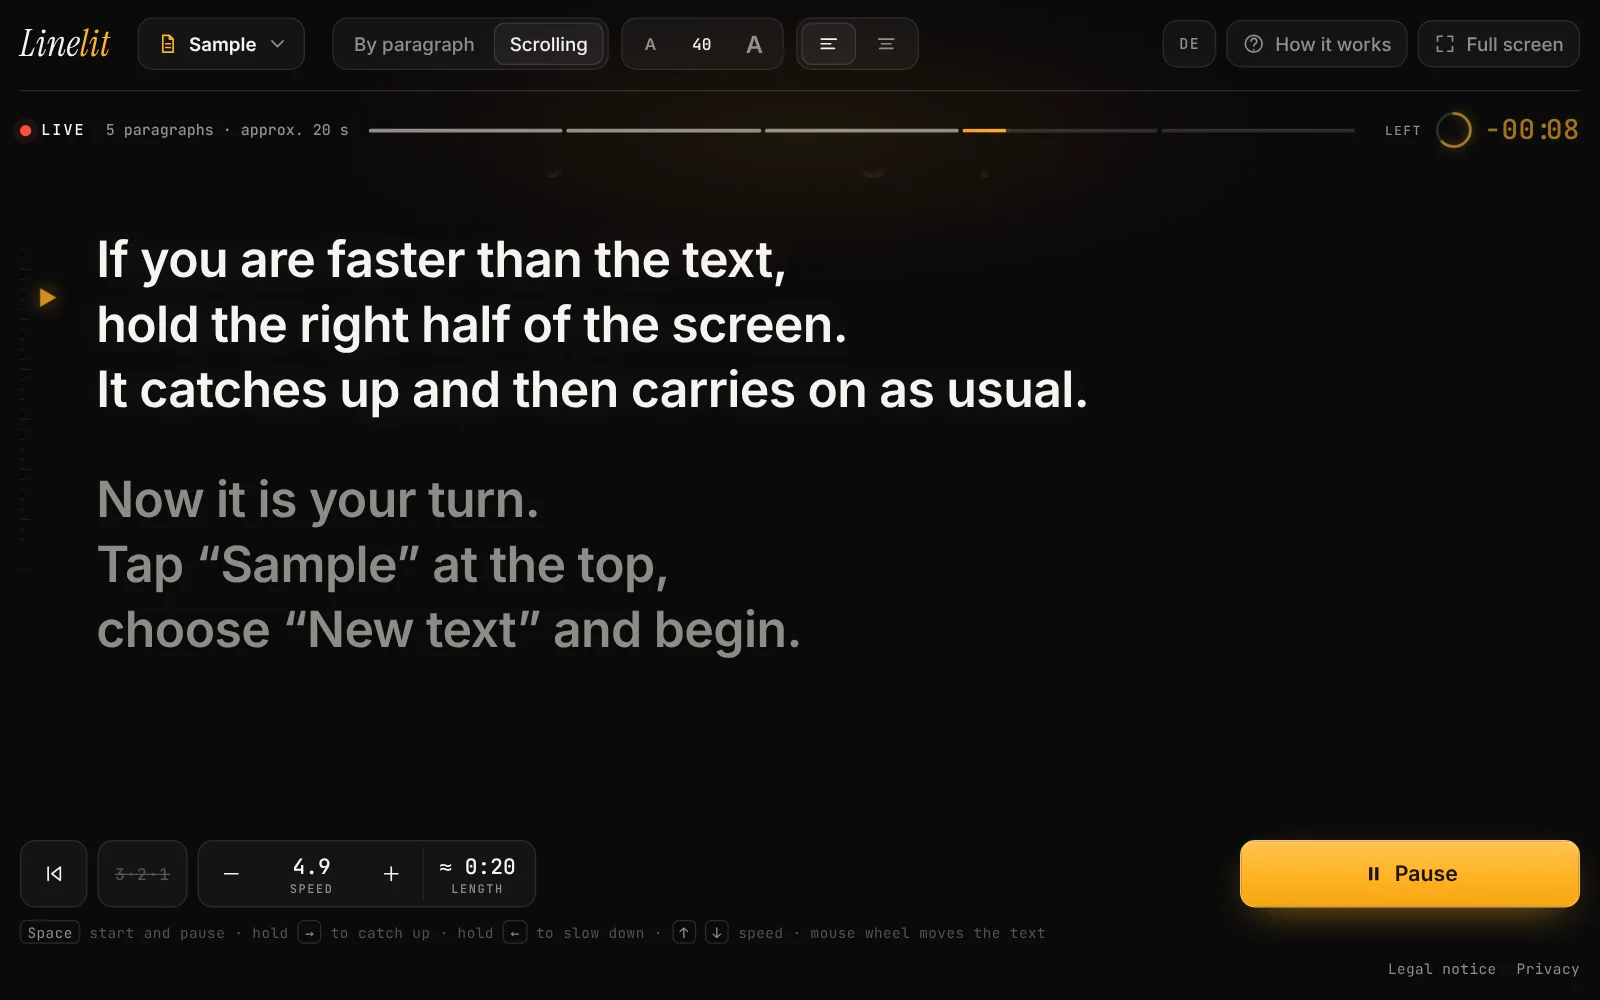 Linelit
Sample
By paragraph
Scrolling
A
40
A
DE
How it works
Full screen
LIVE
5 paragraphs · approx. 20 s
LEFT
-00:08
If you are faster than the text,
hold the right half of the screen.
It catches up and then carries on as usual.
Now it is your turn.
Tap “Sample” at the top,
choose “New text” and begin.
3·2·1
−
4.9
SPEED
+
≈ 0:20
LENGTH
Pause
Space start and pause · hold → to catch up · hold ← to slow down · ↑ ↓ speed · mouse wheel moves the text
Legal notice
Privacy